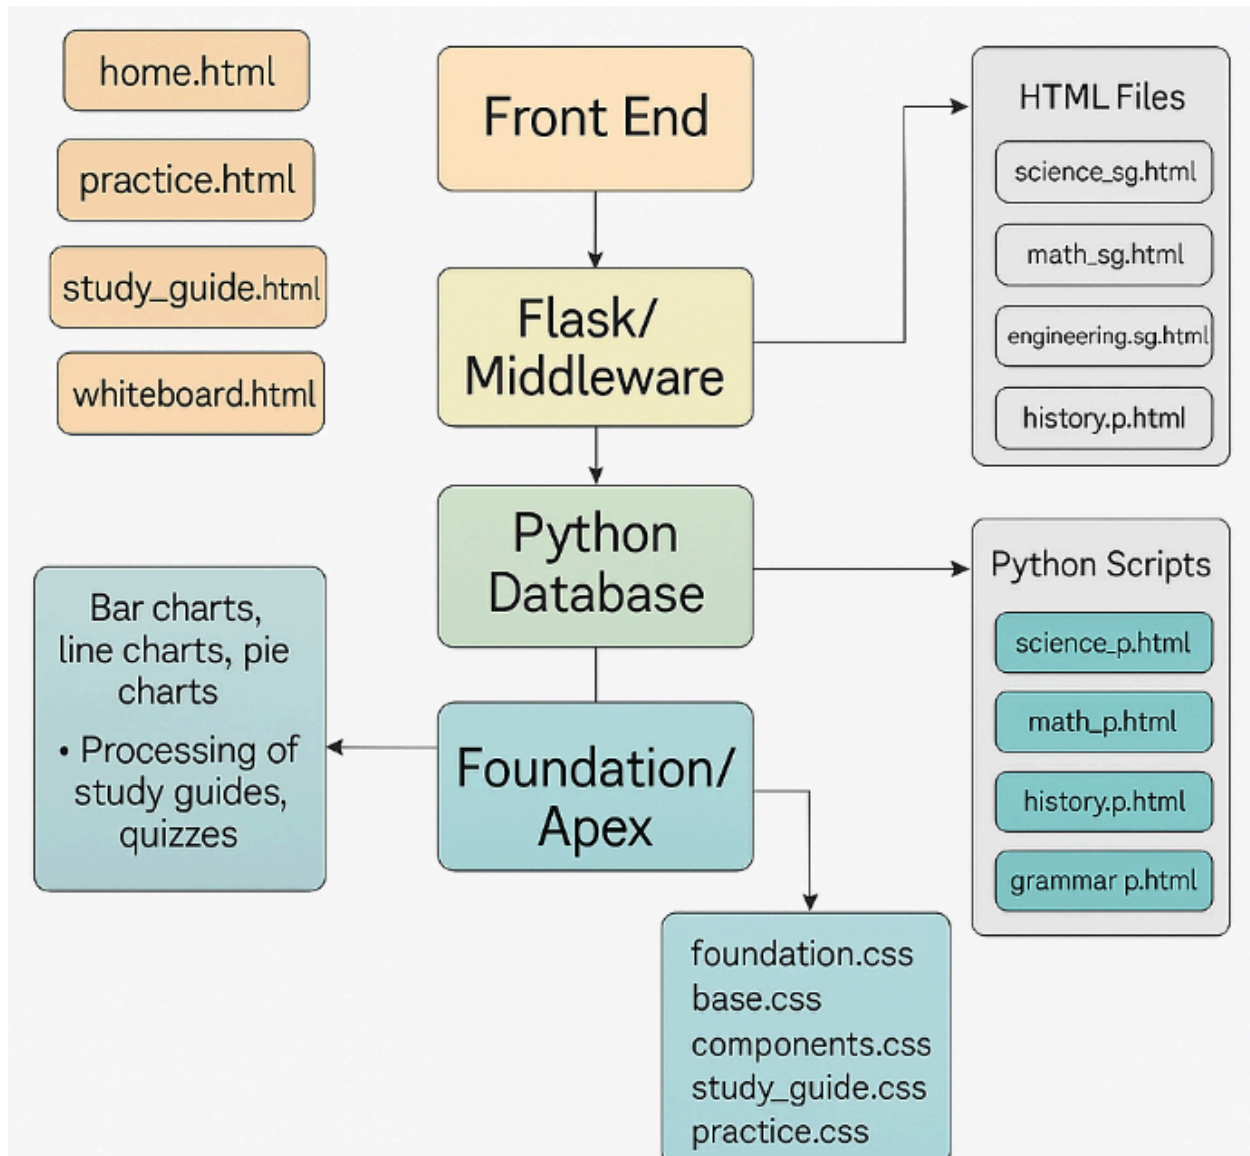 home.html
practice.html
study_guide.html
whiteboard.html
Front End
Flask/
Middleware
Python
Database
Foundation/
Apex
HTML Files
science_sg.html
math_sg.html
engineering.sg.html
history.p.html
Python Scripts
science_p.html
math_p.html
history.p.html
grammar p.html
Bar charts,
line charts, pie
charts
• Processing of
study guides,
quizzes
foundation.css
base.css
components.css
study_guide.css
practice.css